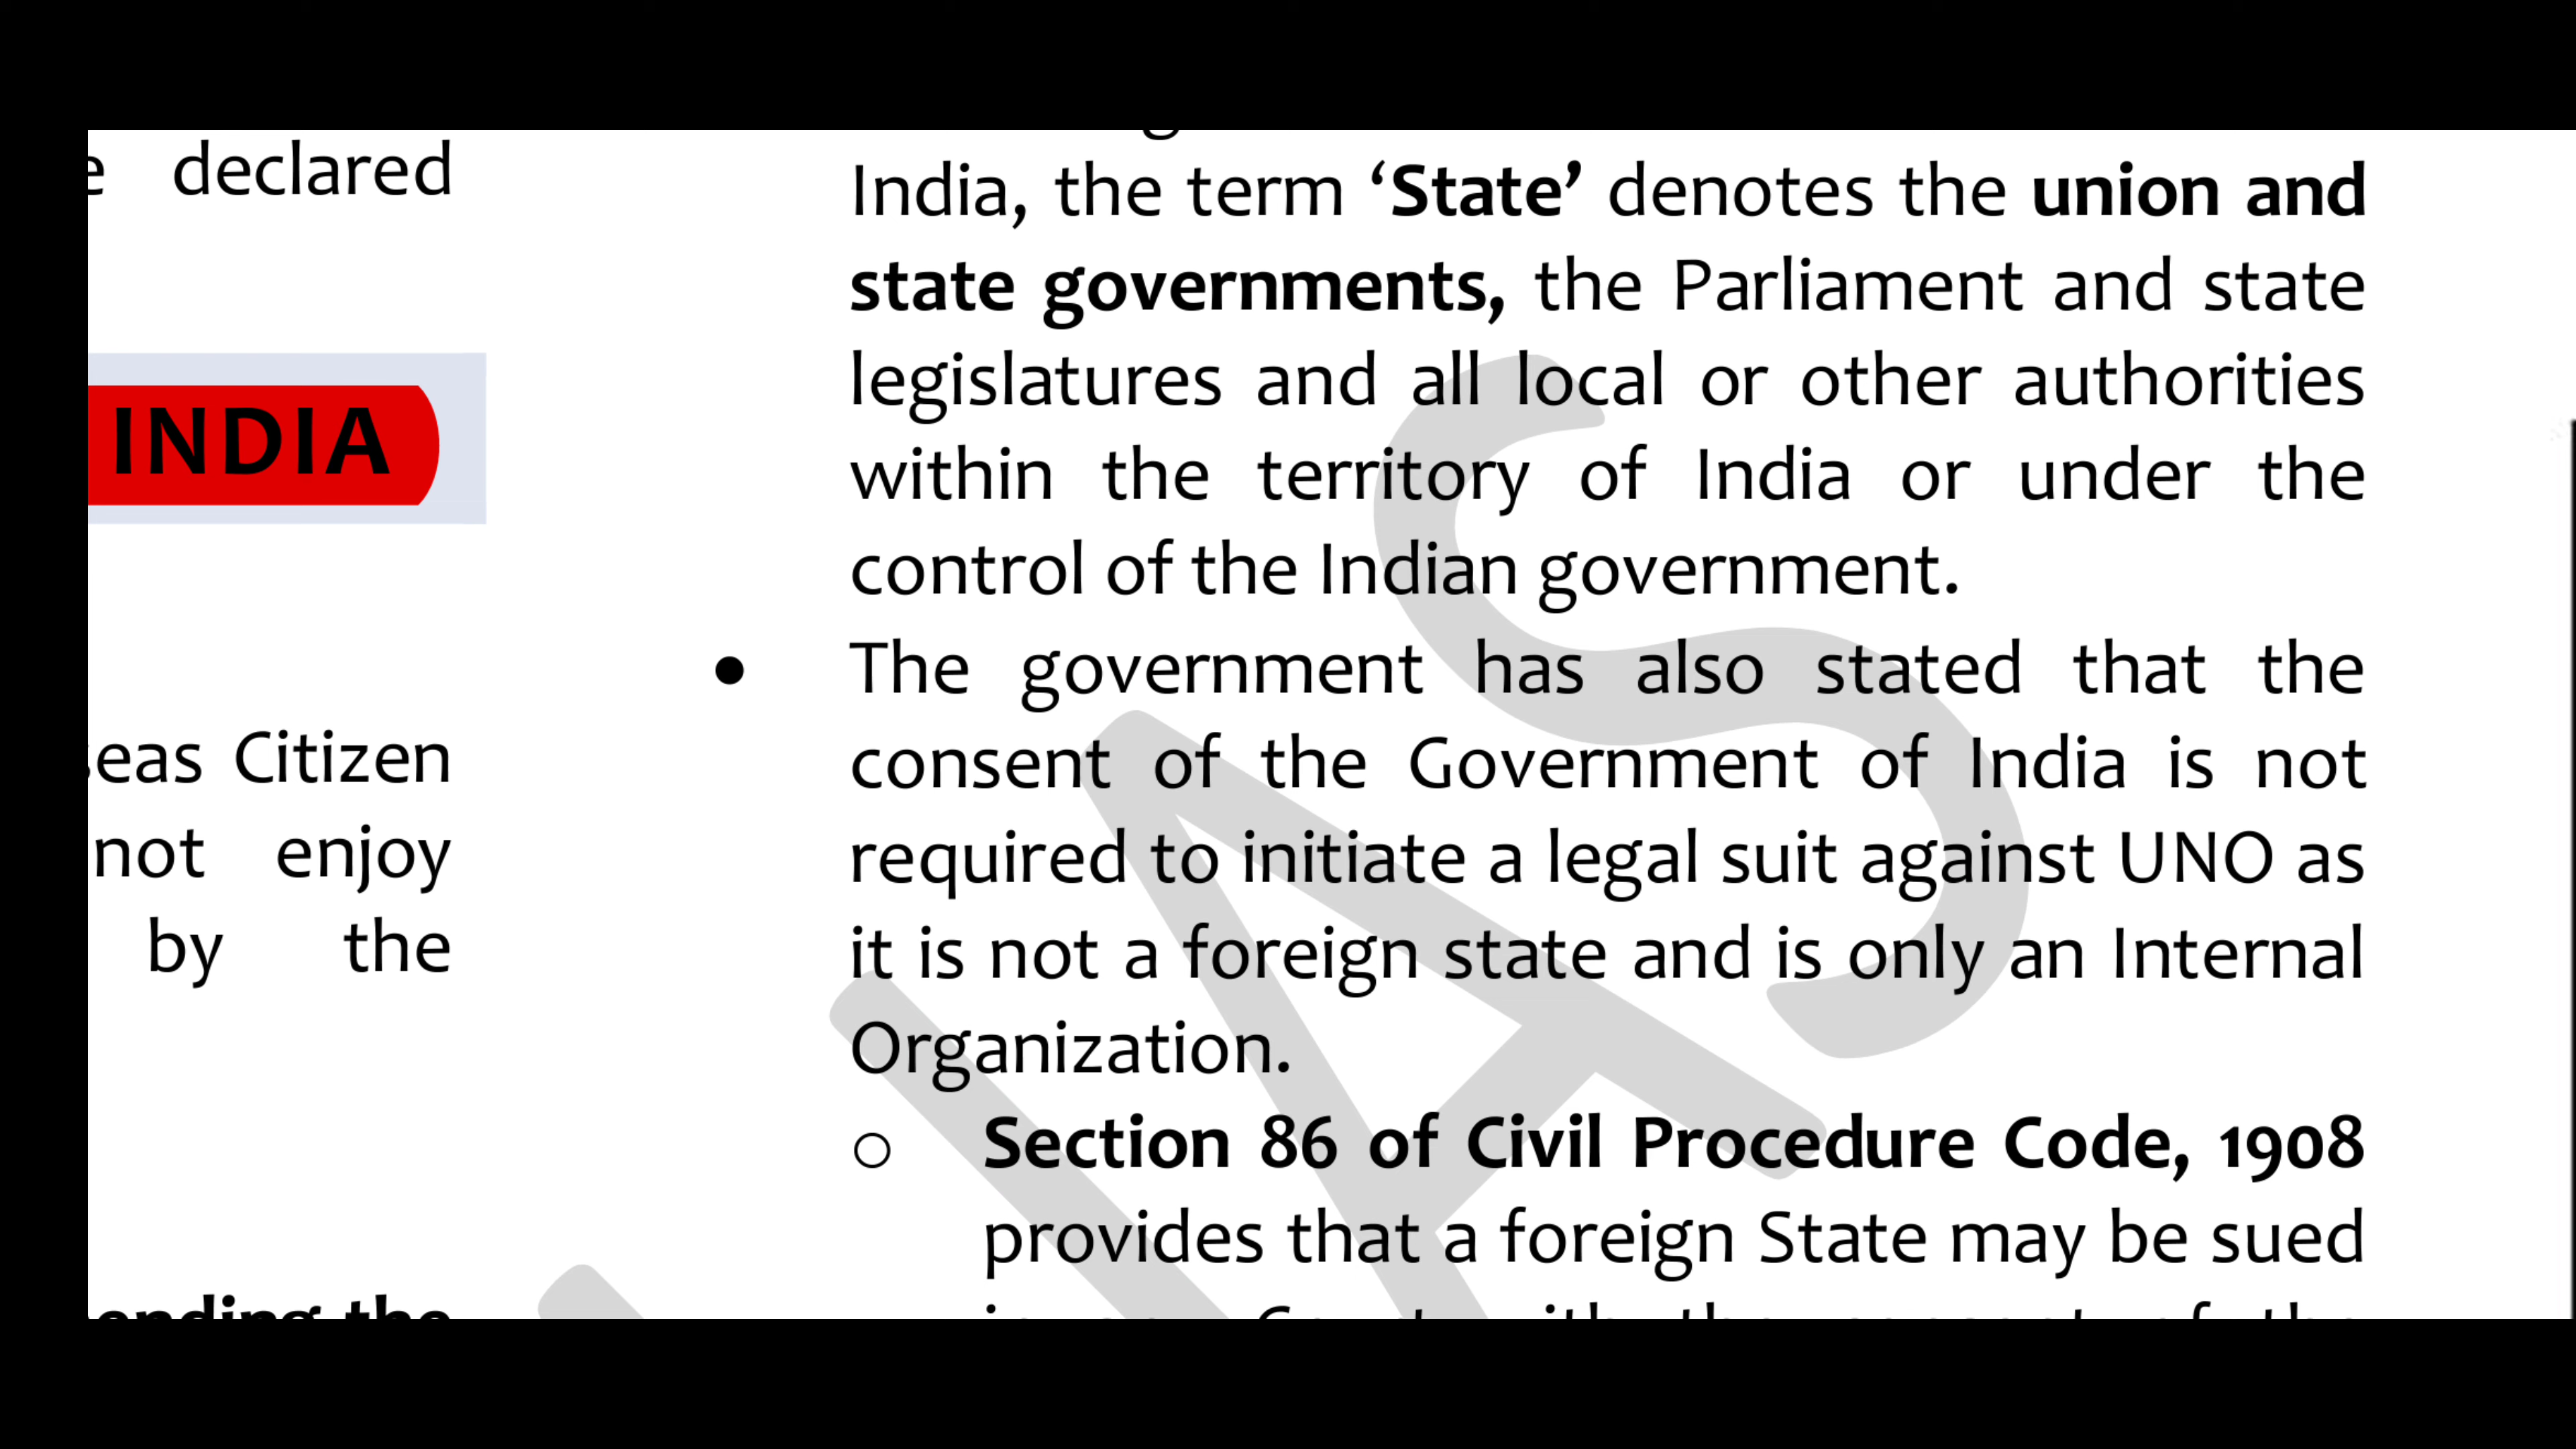 declared
INDIA
Citizen
not enjoy
by the
India, the term ‘State’ denotes the union and
state governments, the Parliament and state
legislatures and all local or other authorities
within the territory of India or under the
control of the Indian government.
• The government has also stated that the
consent of the Government of India is not
required to initiate a legal suit against UNO as
it is not a foreign state and is only an Internal
Organization.
○ Section 86 of Civil Procedure Code, 1908
provides that a foreign State may be sued
IAS